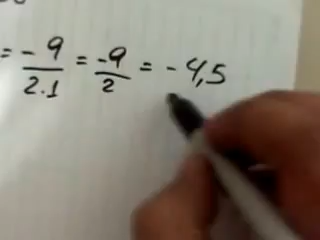 = -9/2.1 = -9/2 = -4,5